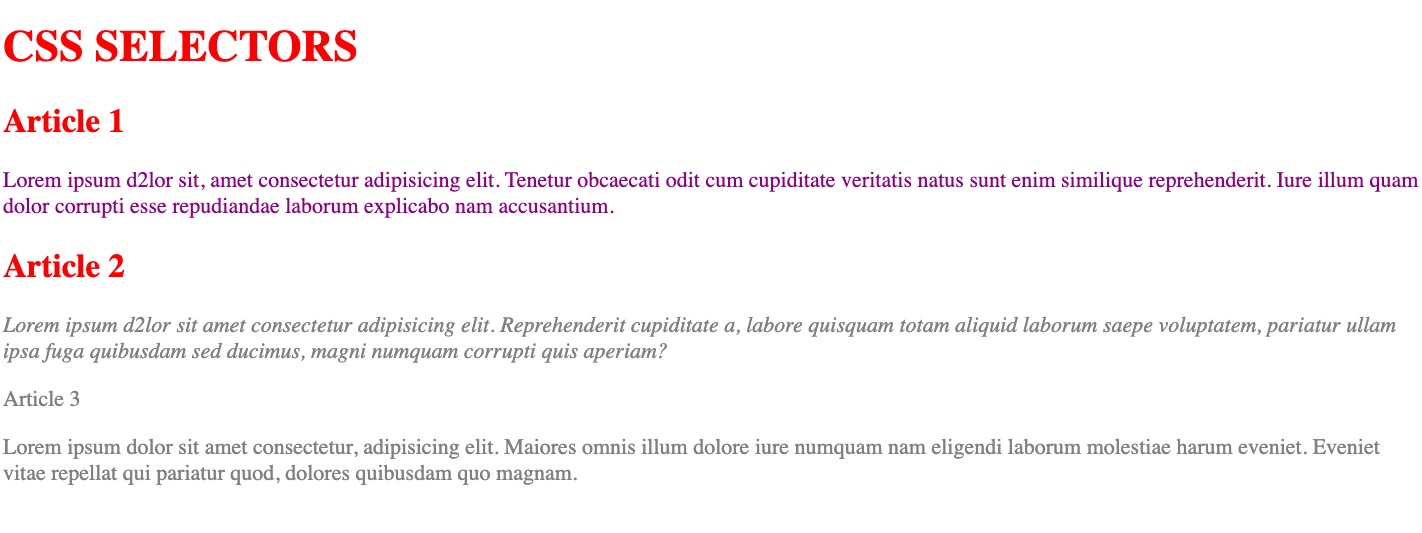 CSS SELECTORS
Article 1
Lorem ipsum d2lor sit, amet consectetur adipisicing elit. Tenetur obcaecati odit cum cupiditate veritatis natus sunt enim similique reprehenderit. Iure illum quam
dolor corrupti esse repudiandae laborum explicabo nam accusantium.
Article 2
Lorem ipsum d2lor sit amet consectetur adipisicing elit. Reprehenderit cupiditate a, labore quisquam totam aliquid laborum saepe voluptatem, pariatur ullam
ipsa fuga quibusdam sed ducimus, magni numquam corrupti quis aperiam?
Article 3
Lorem ipsum dolor sit amet consectetur, adipisicing elit. Maiores omnis illum dolore iure numquam nam eligendi laborum molestiae harum eveniet. Eveniet
vitae repellat qui pariatur quod, dolores quibusdam quo magnam.